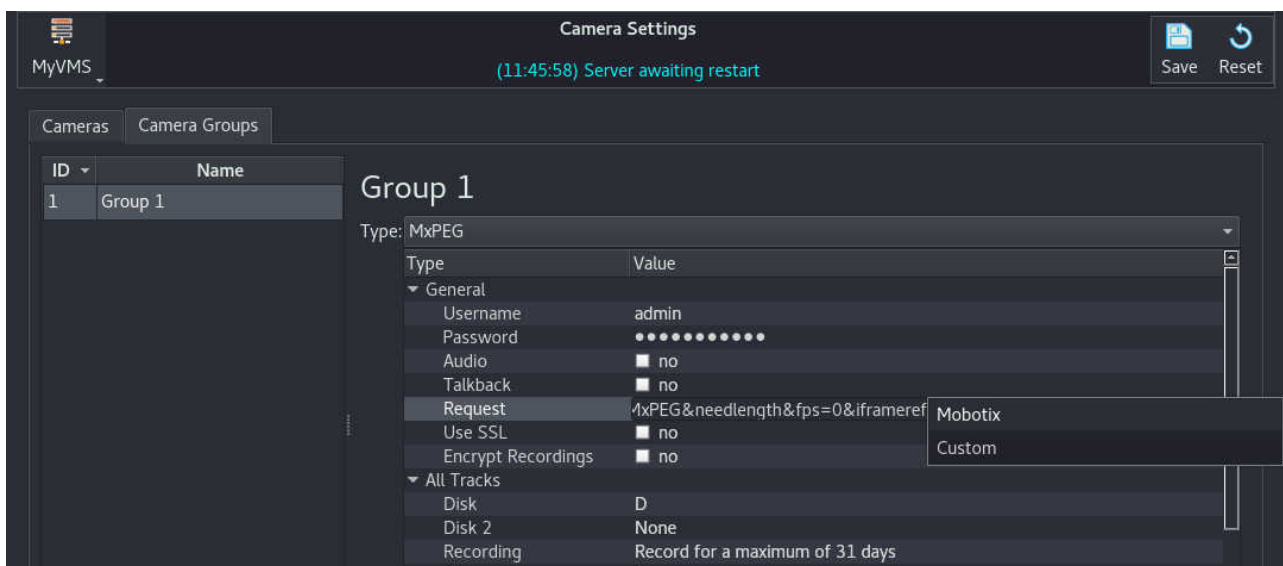 Camera Settings
MyVMS
(11:45:58) Server awaiting restart
Save Reset
Cameras Camera Groups
ID Name
1 Group 1
Group 1
Type: MxPEG
Type Value
General
Username admin
Password ●●●●●●●●●●●
Audio no
Talkback no
Request MxPEG&needlength&fps=0&iframeref
Mobotix
Use SSL no
Custom
Encrypt Recordings no
All Tracks
Disk D
Disk 2 None
Recording Record for a maximum of 31 days